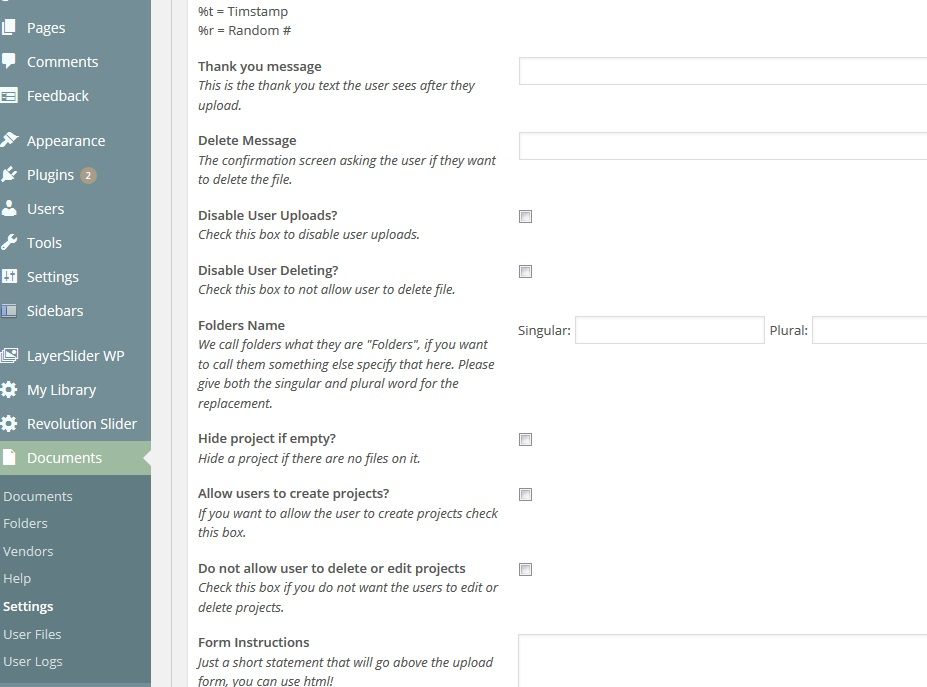 Pages
Comments
Feedback
Appearance
Plugins 2
Users
Tools
Settings
Sidebars
LayerSlider WP
My Library
Revolution Slider
Documents
Documents
Folders
Vendors
Help
Settings
User Files
User Logs
%t = Timstamp
%r = Random #
Thank you message
This is the thank you text the user sees after they
upload.
Delete Message
The confirmation screen asking the user if they want
to delete the file.
Disable User Uploads?
Check this box to disable user uploads.
Disable User Deleting?
Check this box to not allow user to delete file.
Folders Name
We call folders what they are "Folders", if you want
to call them something else specify that here. Please
give both the singular and plural word for the
replacement.
Singular: Plural:
Hide project if empty?
Hide a project if there are no files on it.
Allow users to create projects?
If you want to allow the user to create projects check
this box.
Do not allow user to delete or edit projects
Check this box if you do not want the users to edit or
delete projects.
Form Instructions
Just a short statement that will go above the upload
form, you can use html!